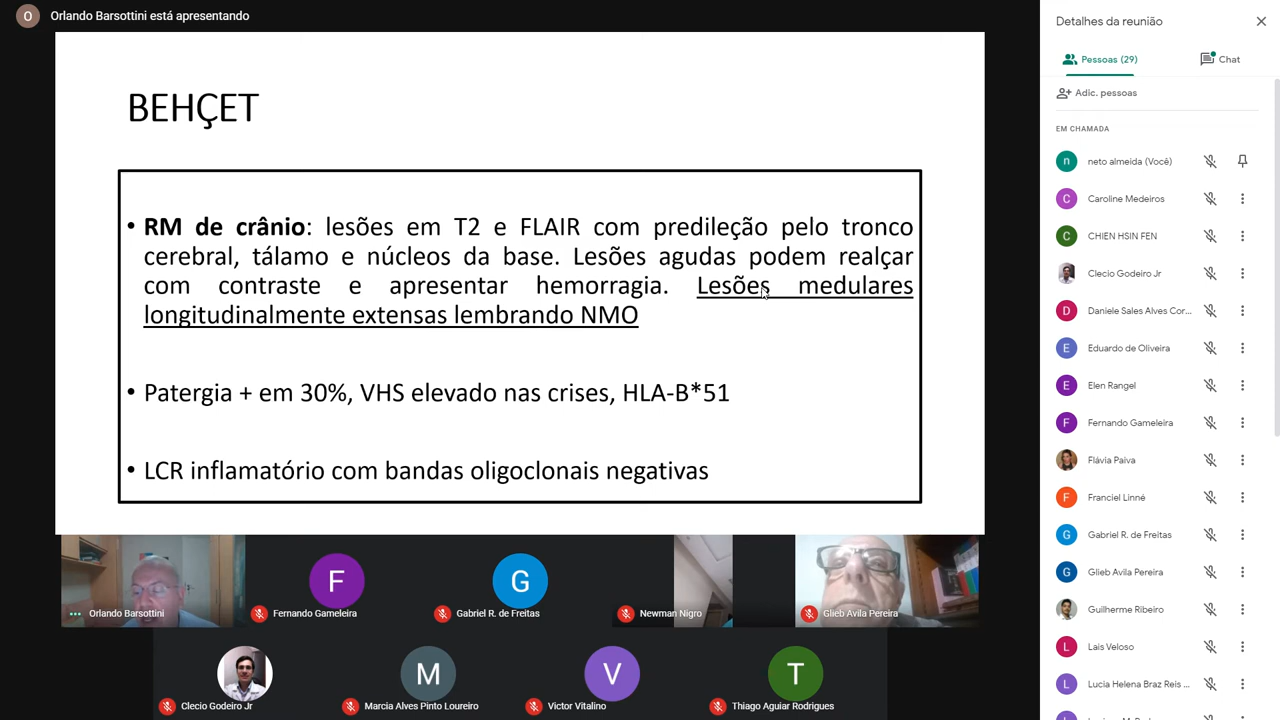 O
Orlando Barsottini está apresentando
BEHÇET
• RM de crânio: lesões em T2 e FLAIR com predileção pelo tronco
cerebral, tálamo e núcleos da base. Lesões agudas podem realçar
com contraste e apresentar hemorragia. Lesões medulares
longitudinalmente extensas lembrando NMO
• Patergia + em 30%, VHS elevado nas crises, HLA-B*51
• LCR inflamatório com bandas oligoclonais negativas
Orlando Barsottini
F
Fernando Gameleira
G
Gabriel R. de Freitas
Newman Nigro
Glieb Avila Pereira
Clecio Godeiro Jr
M
Marcia Alves Pinto Loureiro
V
Victor Vitalino
T
Thiago Aguiar Rodrigues
Detalhes da reunião
Pessoas (29)
Chat
Adic. pessoas
EM CHAMADA
n neto almeida (Você)
C Caroline Medeiros
C CHIEN HSIN FEN
Clecio Godeiro Jr
D Daniele Sales Alves Cor...
E Eduardo de Oliveira
E Elen Rangel
F Fernando Gameleira
Flávia Paiva
F Franciel Linné
G Gabriel R. de Freitas
G Glieb Avila Pereira
Guilherme Ribeiro
L Lais Veloso
L Lucia Helena Braz Reis ...